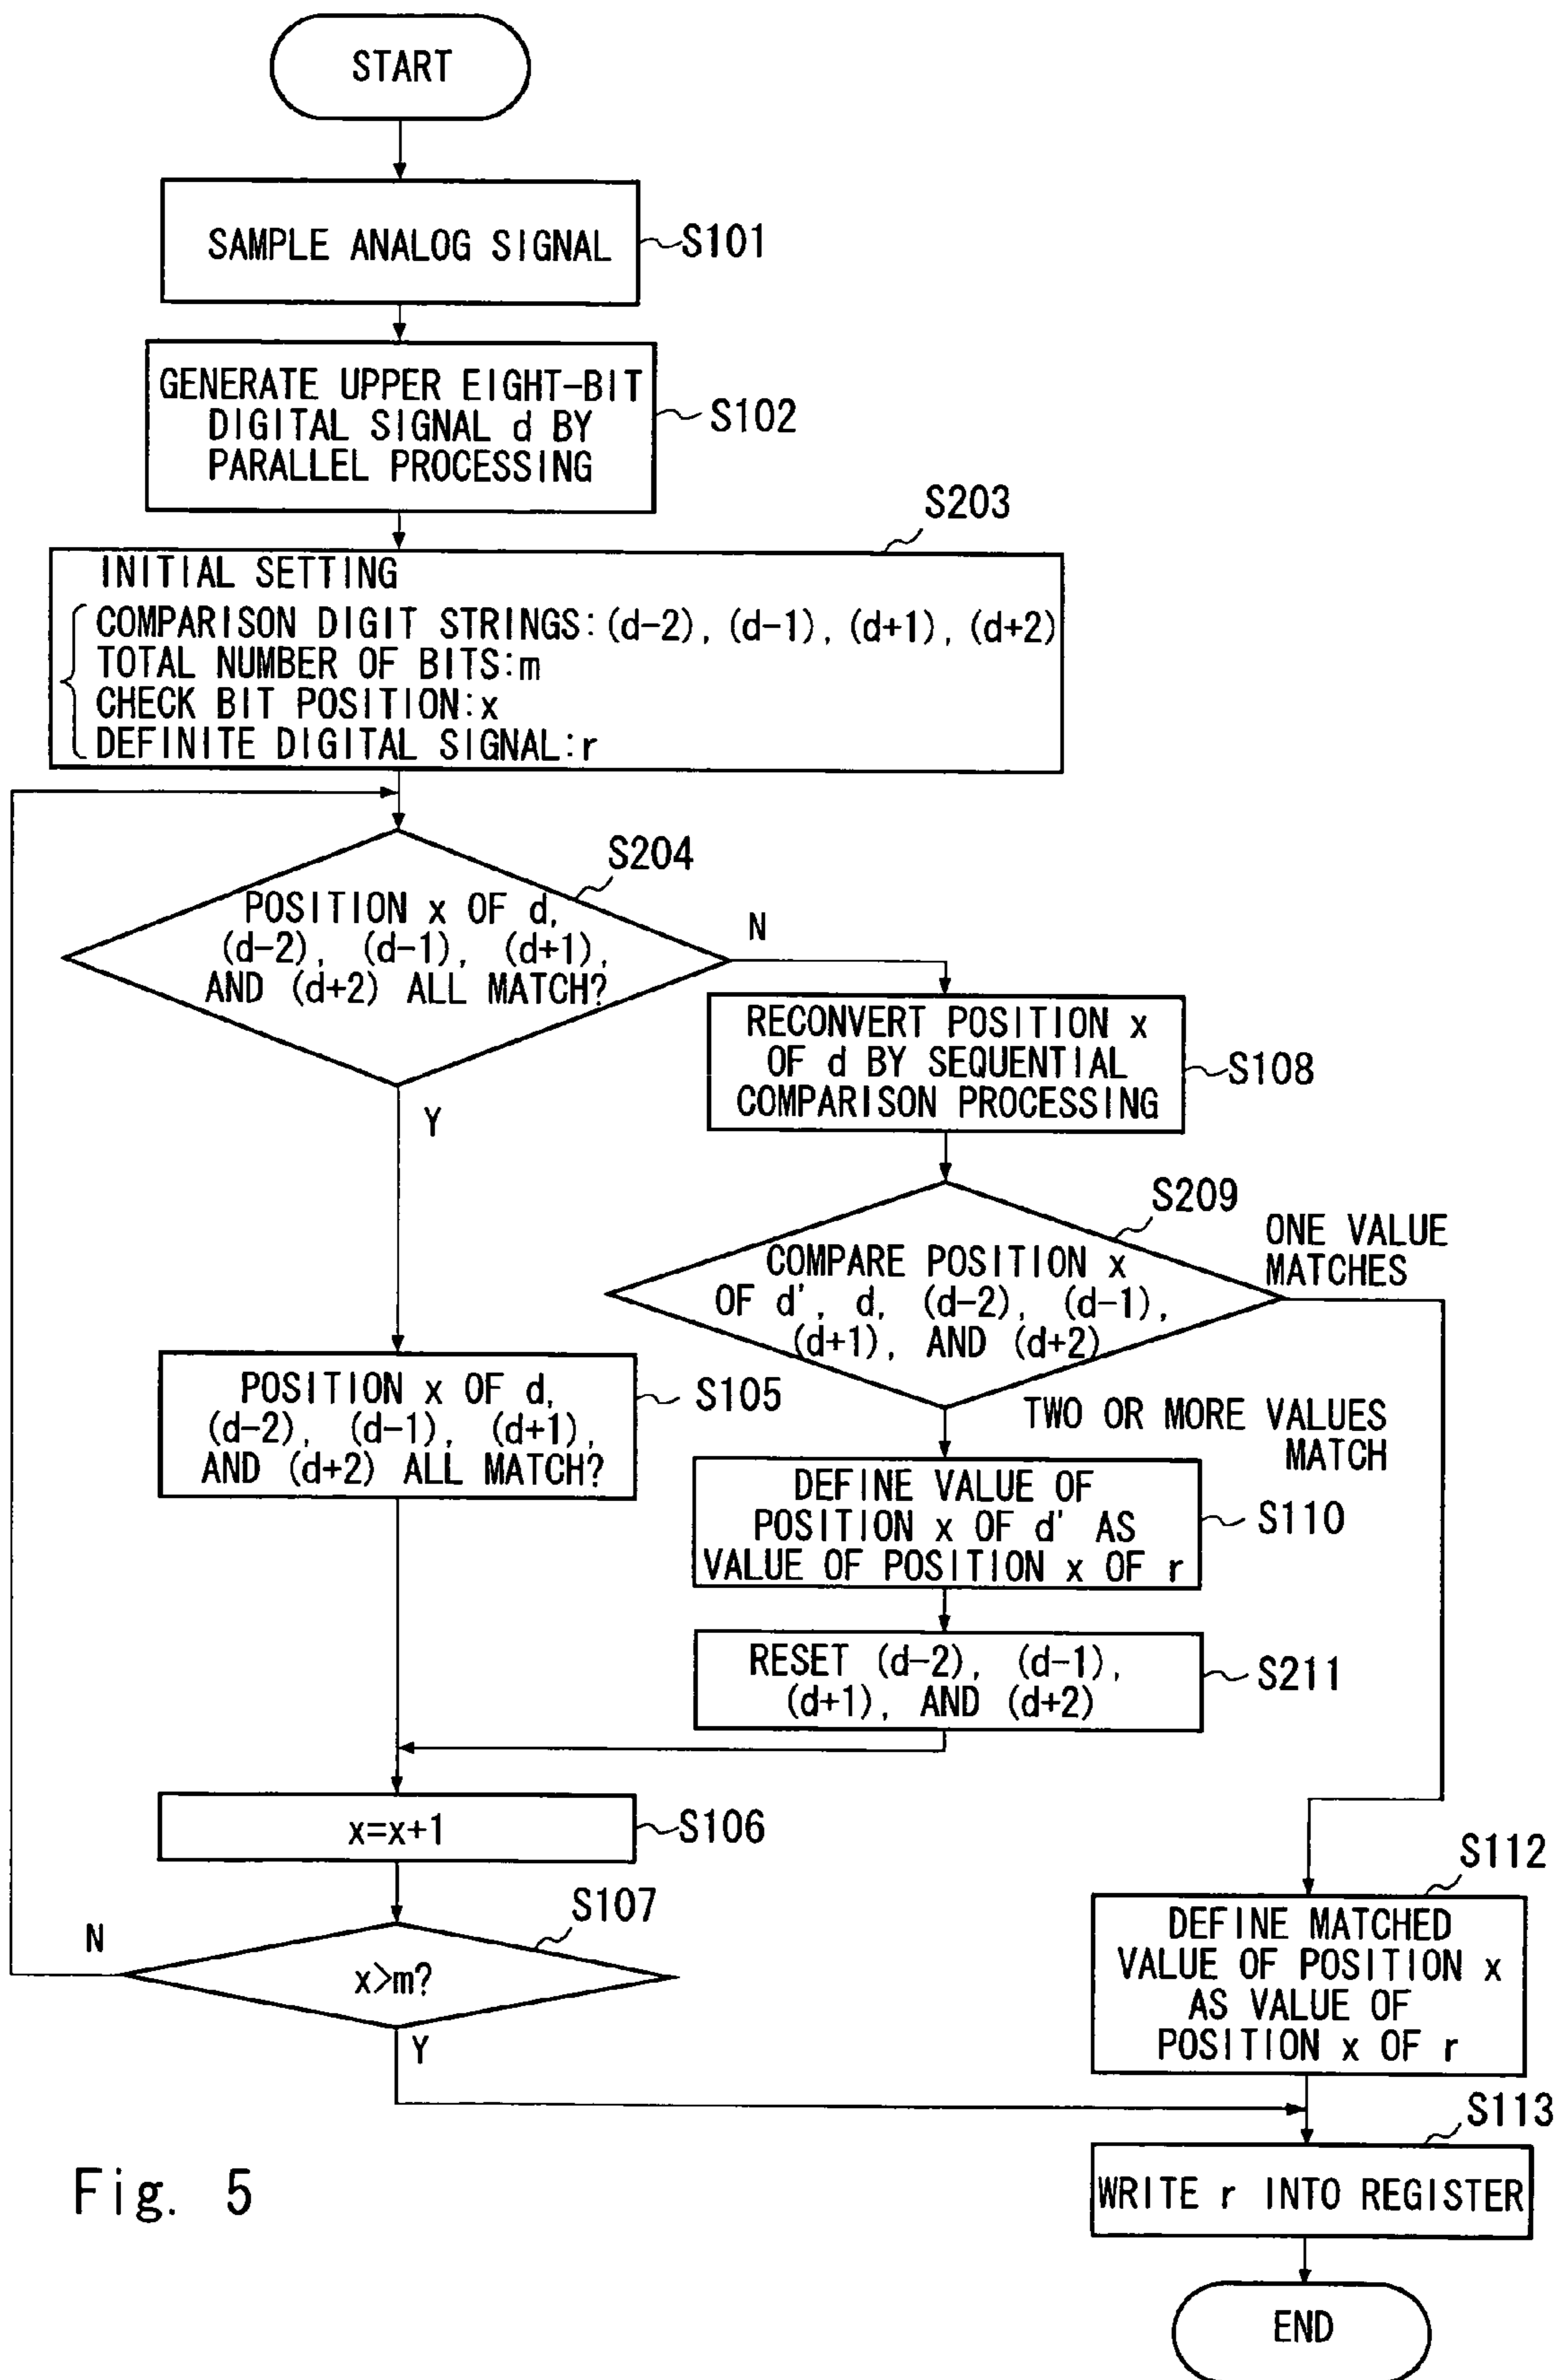 START
SAMPLE ANALOG SIGNAL
S101
GENERATE UPPER EIGHT-BIT
DIGITAL SIGNAL d BY
PARALLEL PROCESSING
S102
S203
INITIAL SETTING
COMPARISON DIGIT STRINGS:(d-2), (d-1), (d+1), (d+2)
TOTAL NUMBER OF BITS:m
CHECK BIT POSITION:x
DEFINITE DIGITAL SIGNAL:r
S204
POSITION x OF d,
(d-2), (d-1), (d+1),
AND (d+2) ALL MATCH?
N
Y
RECONVERT POSITION x
OF d BY SEQUENTIAL
COMPARISON PROCESSING
S108
S209
COMPARE POSITION x
OF d', d, (d-2), (d-1),
(d+1), AND (d+2)
ONE VALUE
MATCHES
TWO OR MORE VALUES
MATCH
POSITION x OF d,
(d-2), (d-1), (d+1),
AND (d+2) ALL MATCH?
S105
DEFINE VALUE OF
POSITION x OF d' AS
VALUE OF POSITION x OF r
S110
RESET (d-2), (d-1),
(d+1), AND (d+2)
S211
x=x+1
S106
S107
x>m?
N
Y
S112
DEFINE MATCHED
VALUE OF POSITION x
AS VALUE OF
POSITION x OF r
S113
WRITE r INTO REGISTER
END
Fig. 5